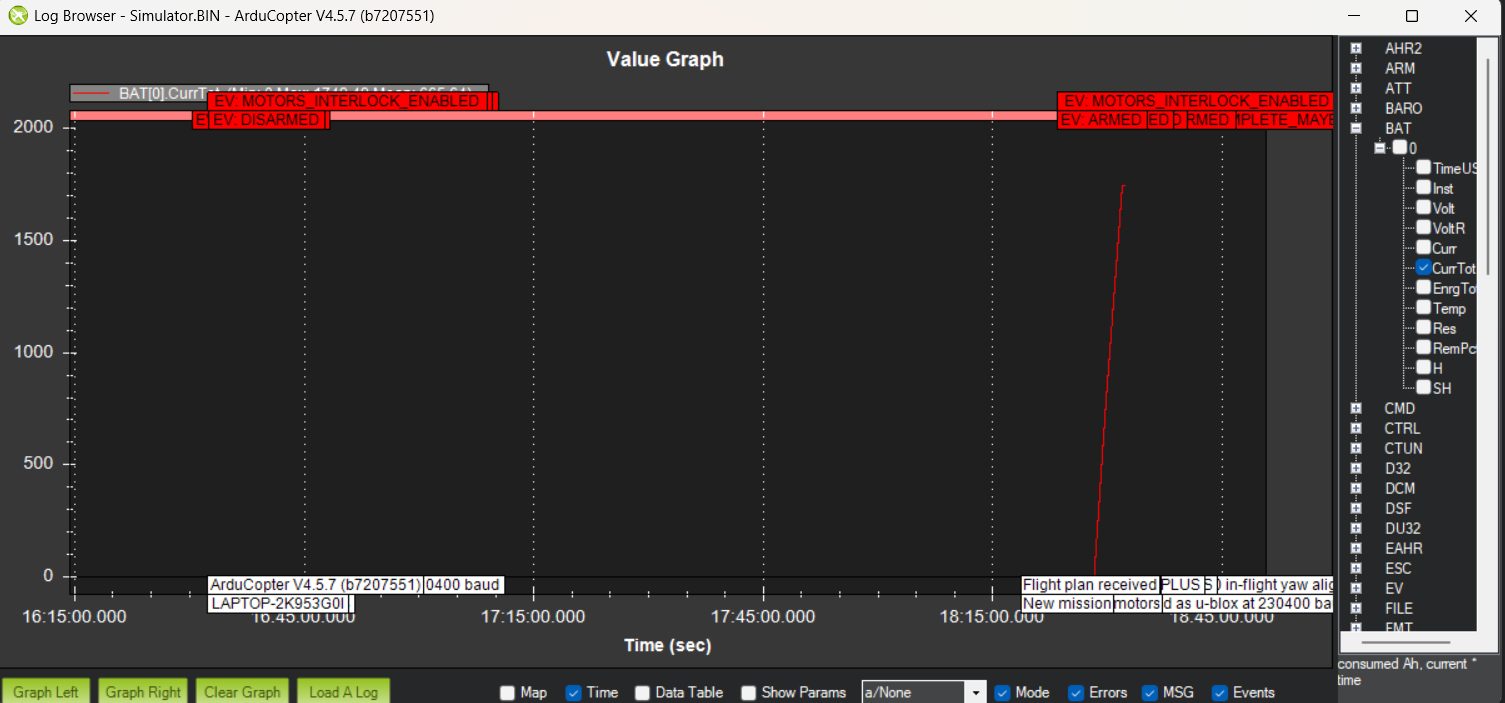 Log Browser - Simulator.BIN - ArduCopter V4.5.7 (b7207551)
Value Graph
BAT[0].CurrTot
EV: MOTORS_INTERLOCK_ENABLED
EV: DISARMED
EV: MOTORS_INTERLOCK_ENABLED
EV: ARMED ED D RMED MPLETE_MAYB
2000
1500
1000
500
0
ArduCopter V4.5.7 (b7207551) 0400 baud
LAPTOP-2K953G0I
Flight plan received PLUS S in-flight yaw alig
New mission motors d as u-blox at 230400 ba
16:15:00.000
16:45:00.000
17:15:00.000
17:45:00.000
18:15:00.000
18:45:00.000
Time (sec)
AHR2
ARM
ATT
BARO
BAT
0
TimeUS
Inst
Volt
VoltR
Curr
CurrTot
EnrgTo
Temp
Res
RemPc
H
SH
CMD
CTRL
CTUN
D32
DCM
DSF
DU32
EAHR
ESC
EV
FILE
FMT
consumed Ah, current *
time
Graph Left
Graph Right
Clear Graph
Load A Log
Map
Time
Data Table
Show Params
a/None
Mode
Errors
MSG
Events